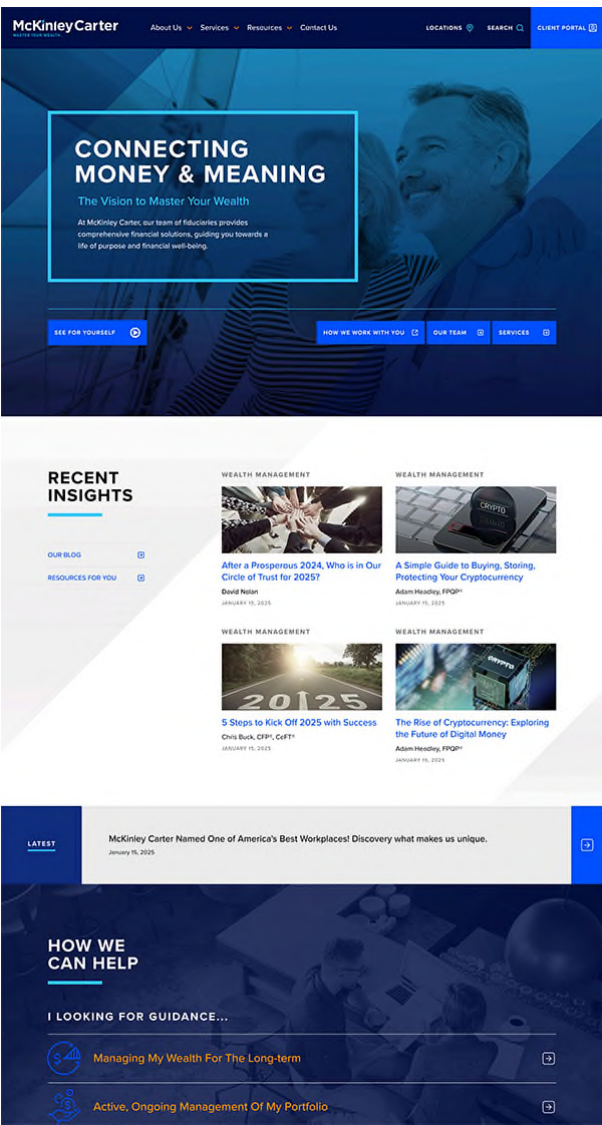 McKinleyCarter
MASTER YOUR WEALTH
About Us
Services
Resources
Contact Us
LOCATIONS
SEARCH
CLIENT PORTAL
CONNECTING
MONEY & MEANING
The Vision to Master Your Wealth
At McKinley Carter, our team of fiduciaries provides
comprehensive financial solutions, guiding you towards a
life of purpose and financial well-being.
SEE FOR YOURSELF
HOW WE WORK WITH YOU
OUR TEAM
SERVICES
RECENT
INSIGHTS
OUR BLOG
RESOURCES FOR YOU
WEALTH MANAGEMENT
After a Prosperous 2024, Who is in Our
Circle of Trust for 2025?
David Nolan
JANUARY 15, 2025
WEALTH MANAGEMENT
CRYPTO
A Simple Guide to Buying, Storing,
Protecting Your Cryptocurrency
Adam Headley, FPQP®
JANUARY 15, 2025
WEALTH MANAGEMENT
2025
5 Steps to Kick Off 2025 with Success
Chris Buck, CFP®, CeFT®
JANUARY 15, 2025
WEALTH MANAGEMENT
CRYPTO
The Rise of Cryptocurrency: Exploring
the Future of Digital Money
Adam Headley, FPQP®
JANUARY 15, 2025
LATEST
McKinley Carter Named One of America's Best Workplaces! Discovery what makes us unique.
January 15, 2025
HOW WE
CAN HELP
I LOOKING FOR GUIDANCE...
Managing My Wealth For The Long-term
Active, Ongoing Management Of My Portfolio